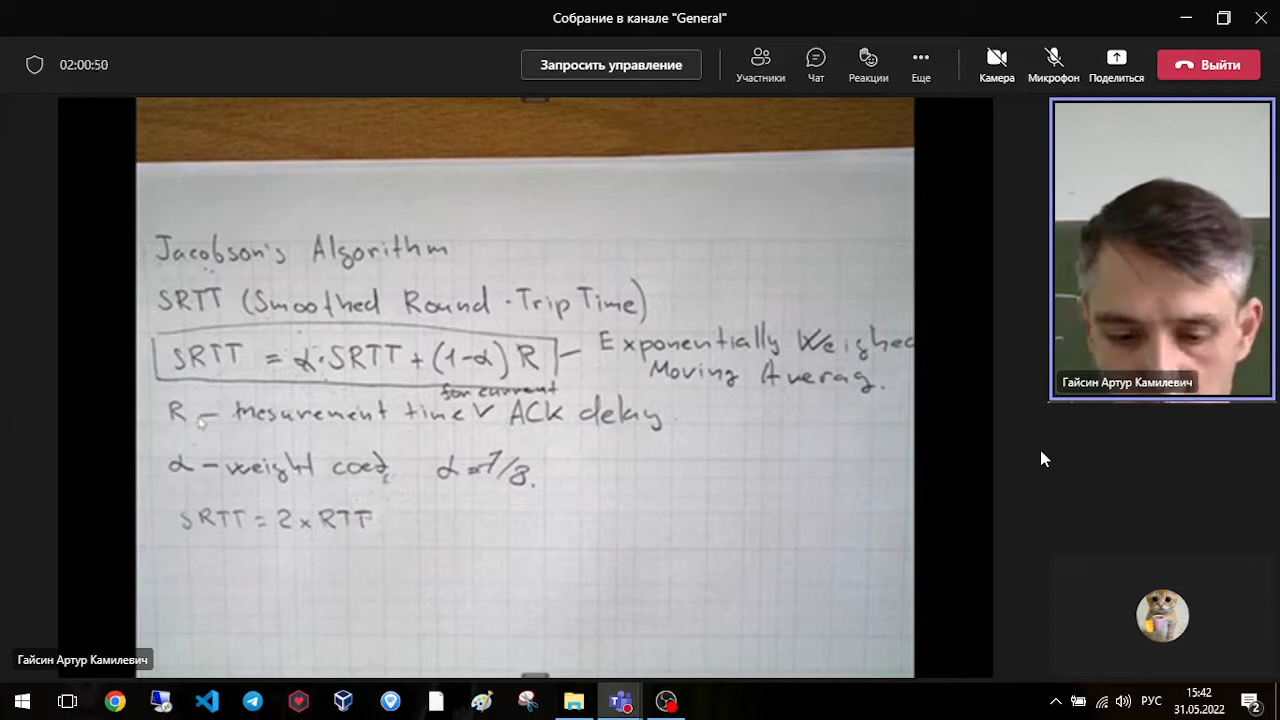 Собрание в канале "General"
02:00:50
Запросить управление
Участники
Чат
Реакции
Еще
Камера
Микрофон
Поделиться
Выйти
Jacobson's Algorithm
SRTT (Smoothed Round-Trip Time)
SRTT = α·SRTT + (1-α) R — Exponentially Weighed
Moving Averag.
for current
R - mesurement time ACK delay
α - weight coef, α = 7/8.
SRTT = 2 × RTT
Гайсин Артур Камилевич
Гайсин Артур Камилевич
РУС
15:42
31.05.2022
2